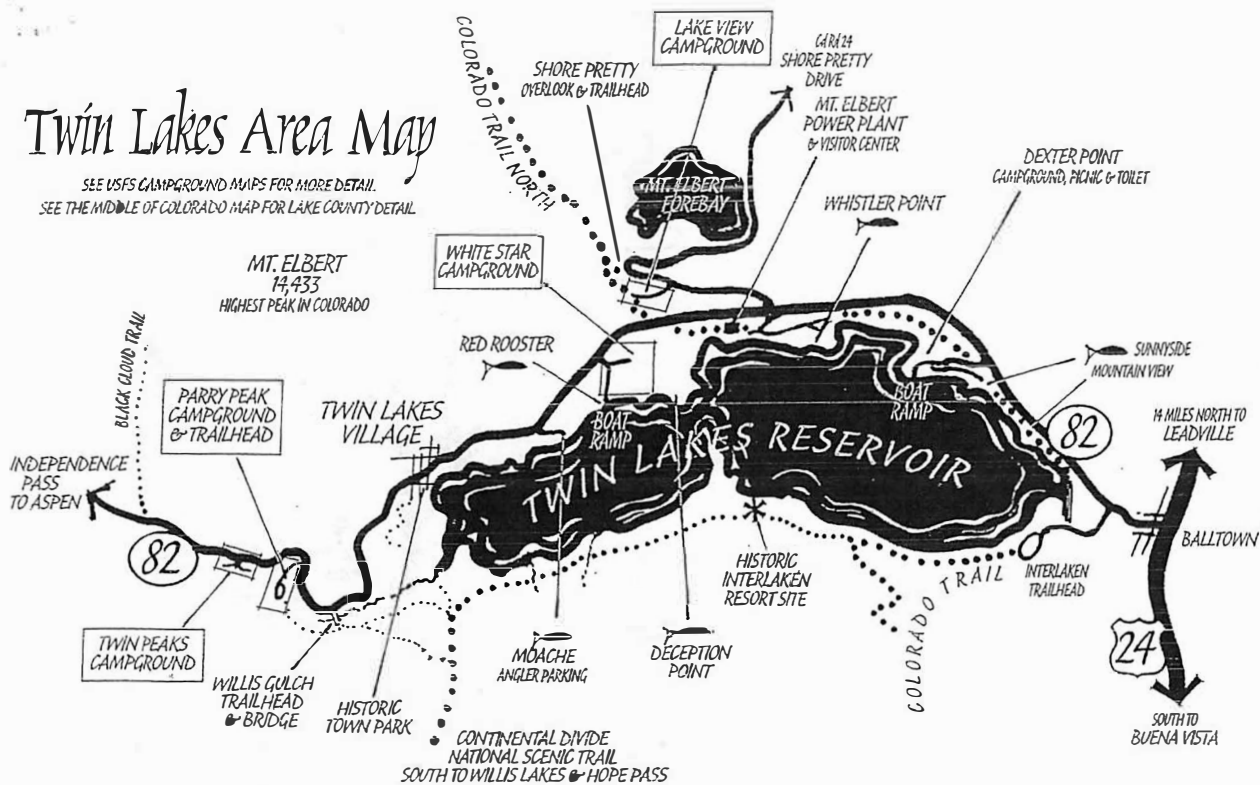 Twin Lakes Area Map
SEE USFS CAMPGROUND MAPS FOR MORE DETAIL.
SEE THE MIDDLE OF COLORADO MAP FOR LAKE COUNTY DETAIL
MT. ELBERT
14,433
HIGHEST PEAK IN COLORADO
COLORADO TRAIL NORTH
SHORE PRETTY
OVERLOOK & TRAILHEAD
LAKE VIEW
CAMPGROUND
SHORE PRETTY
DRIVE
MT. ELBERT
POWER PLANT
& VISITOR CENTER
MT. ELBERT
FOREBAY
WHISTLER POINT
DEXTER POINT
CAMPGROUND, PICNIC & TOILET
WHITE STAR
CAMPGROUND
RED ROOSTER
SUNNYSIDE
MOUNTAIN VIEW
BLACK CLOUD TRAIL
PARRY PEAK
CAMPGROUND
& TRAILHEAD
TWIN LAKES
VILLAGE
BOAT
RAMP
BOAT
RAMP
TWIN LAKES RESERVOIR
82
14 MILES NORTH TO
LEADVILLE
INDEPENDENCE
PASS
TO ASPEN
82
BALLTOWN
HISTORIC
INTERLAKEN
RESORT SITE
COLORADO TRAIL
INTERLAKEN
TRAILHEAD
TWIN PEAKS
CAMPGROUND
WILLIS GULCH
TRAILHEAD
& BRIDGE
HISTORIC
TOWN PARK
MOACHE
ANGLER PARKING
DECEPTION
POINT
24
SOUTH TO
BUENA VISTA
CONTINENTAL DIVIDE
NATIONAL SCENIC TRAIL
SOUTH TO WILLIS LAKES & HOPE PASS